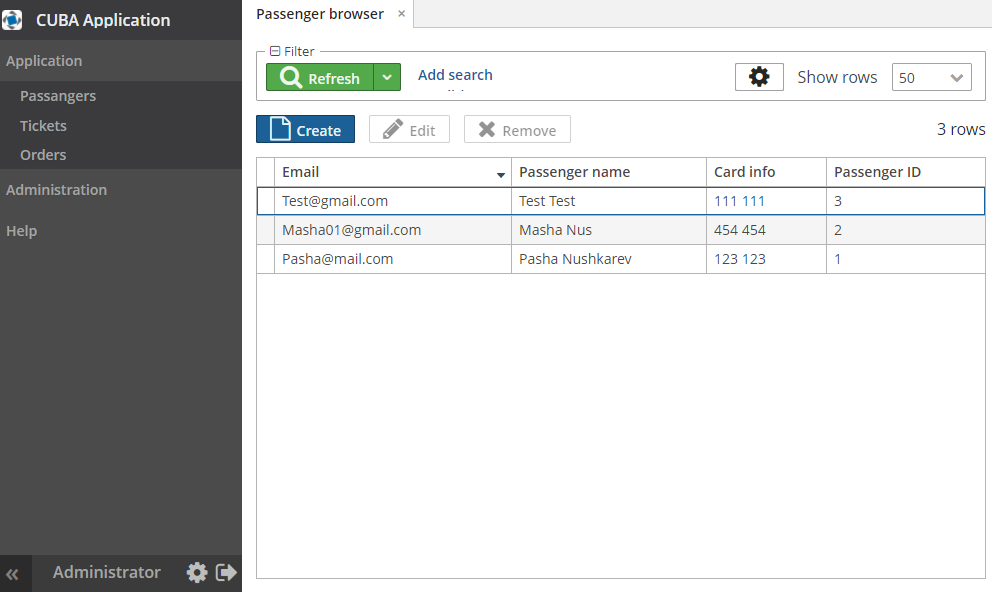 CUBA Application
Application
Passangers
Tickets
Orders
Administration
Help
Administrator
Passenger browser
Filter
Refresh
Add search
Show rows
50
Create
Edit
Remove
3 rows
Email Passenger name Card info Passenger ID
Test@gmail.com Test Test 111 111 3
Masha01@gmail.com Masha Nus 454 454 2
Pasha@mail.com Pasha Nushkarev 123 123 1